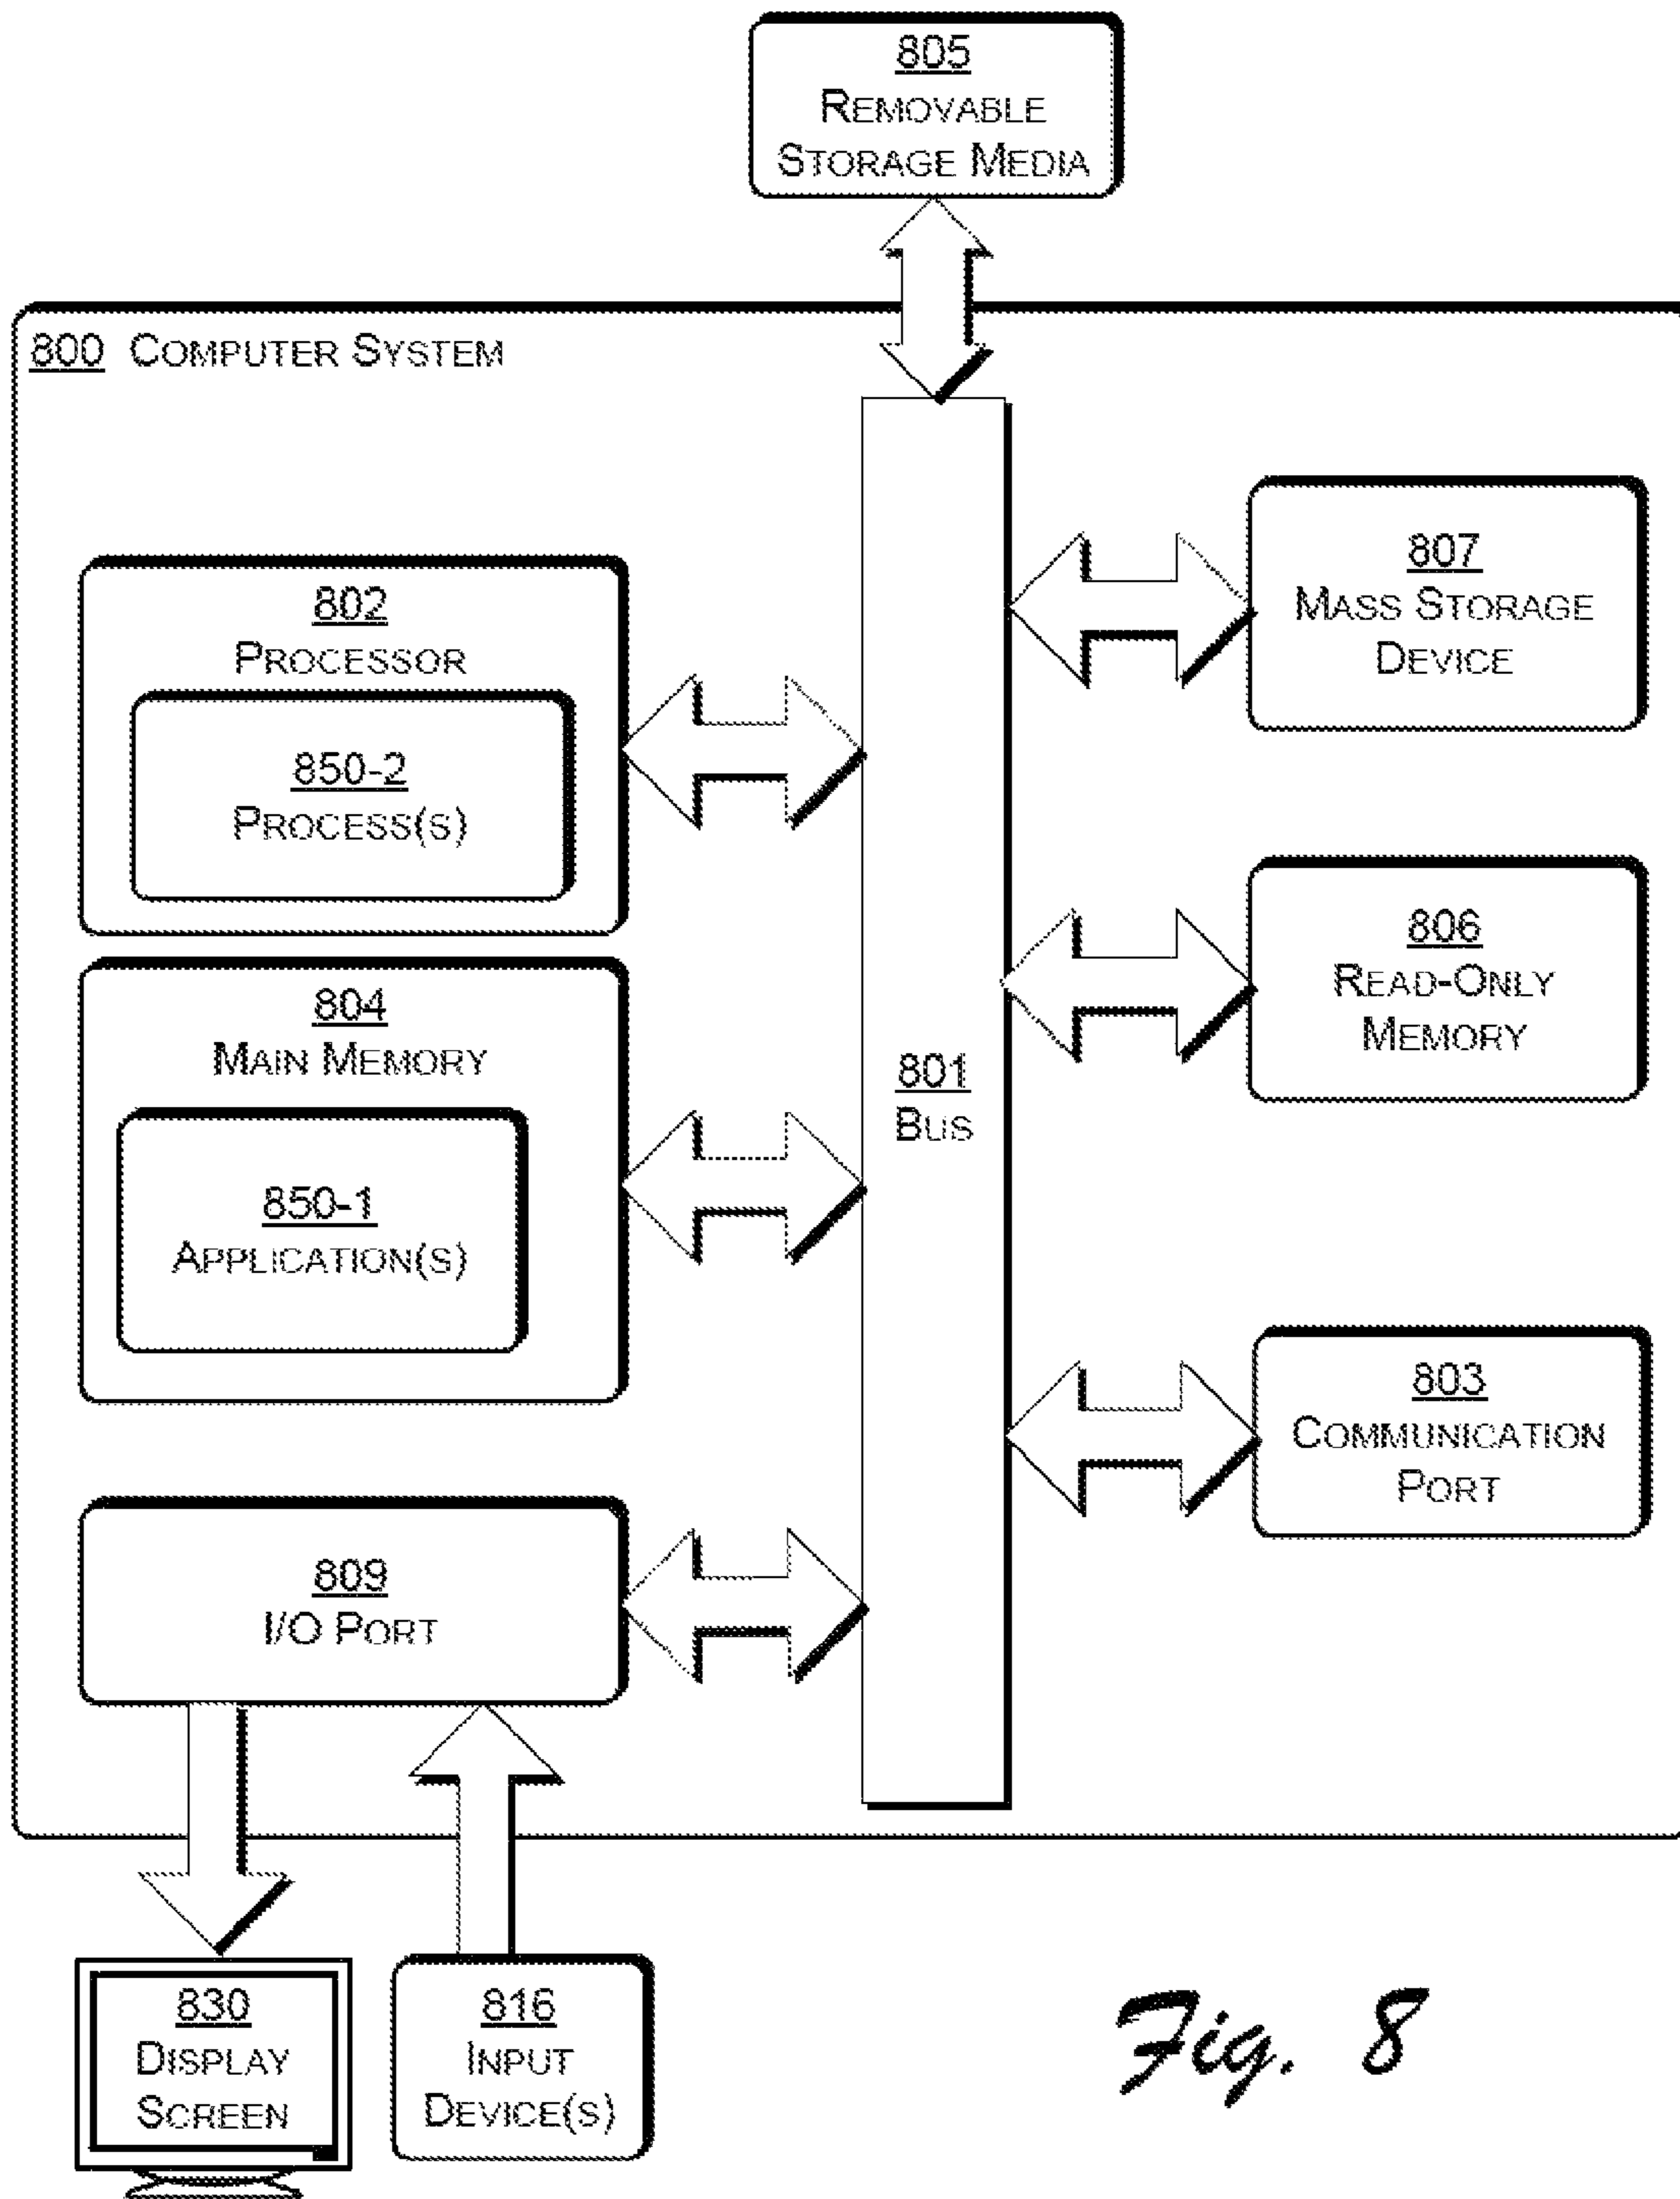 805
REMOVABLE
STORAGE MEDIA
800 COMPUTER SYSTEM
802
PROCESSOR
850-2
PROCESS(S)
804
MAIN MEMORY
850-1
APPLICATION(S)
809
I/O PORT
801
BUS
807
MASS STORAGE
DEVICE
806
READ-ONLY
MEMORY
803
COMMUNICATION
PORT
830
DISPLAY
SCREEN
816
INPUT
DEVICE(S)
Fig. 8